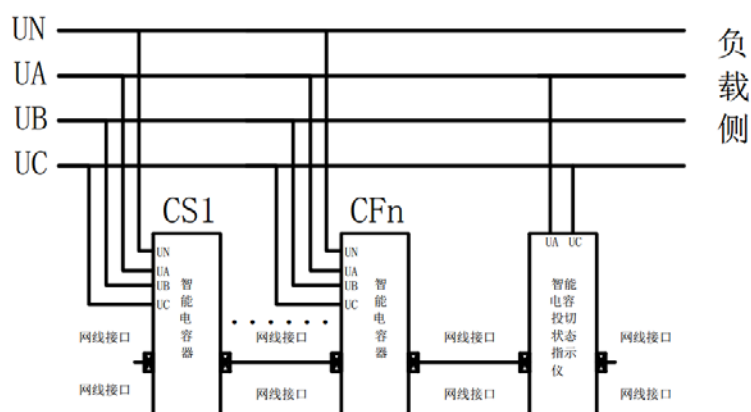 UN
UA
UB
UC
负载侧
CS1
CFn
UN
UA
UB
UC
智能电容器
UN
UA
UB
UC
智能电容器
UA UC
智能
电容
投切
状态
指示
仪
······
网线接口
网线接口
网线接口
网线接口
网线接口
网线接口
网线接口
网线接口